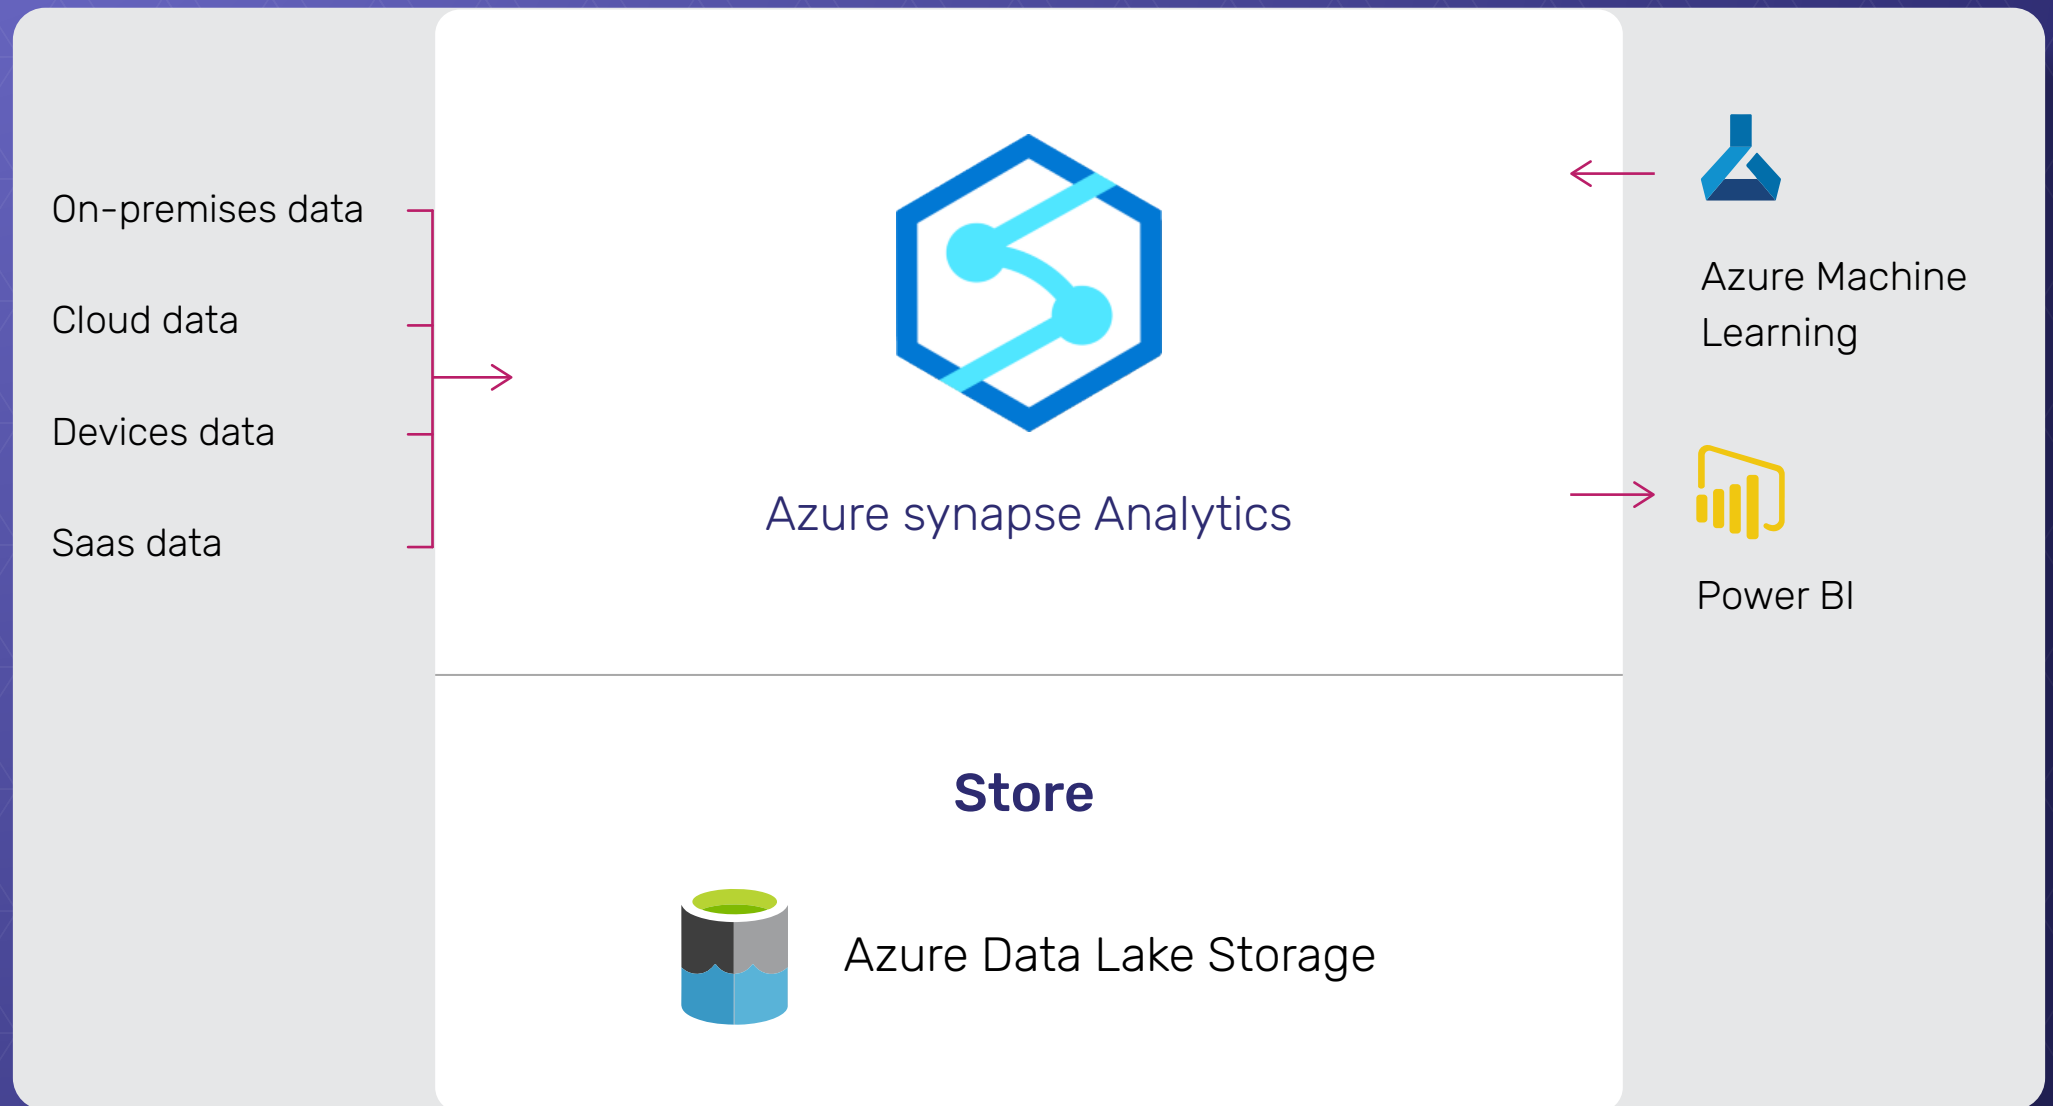 On-premises data
Cloud data
Devices data
Saas data
Azure synapse Analytics
Azure Machine
Learning
Power BI
Store
Azure Data Lake Storage